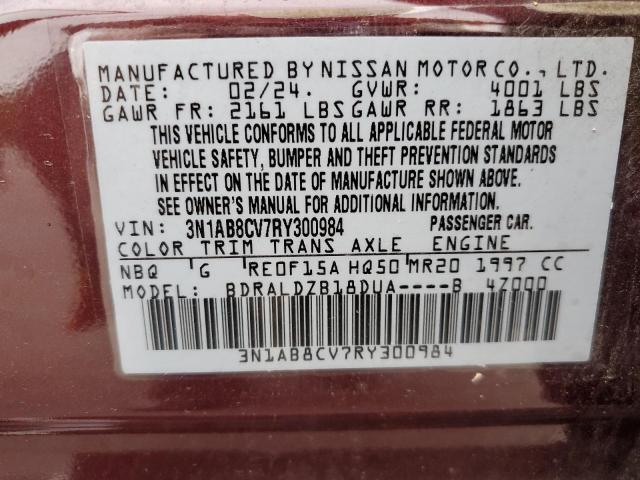 MANUFACTURED BY NISSAN MOTOR CO., LTD.
DATE: 02/24. GVWR: 4001 LBS
GAWR FR: 2161 LBS GAWR RR: 1863 LBS
THIS VEHICLE CONFORMS TO ALL APPLICABLE FEDERAL MOTOR
VEHICLE SAFETY, BUMPER AND THEFT PREVENTION STANDARDS
IN EFFECT ON THE DATE OF MANUFACTURE SHOWN ABOVE.
SEE OWNER'S MANUAL FOR ADDITIONAL INFORMATION.
VIN: 3N1AB8CV7RY300984 PASSENGER CAR.
COLOR TRIM TRANS AXLE ENGINE
NBQ G RE0F15A HQ50 MR20 1997 CC
MODEL: BDRALDZB18DUA----B 4Z000
3N1AB8CV7RY300984